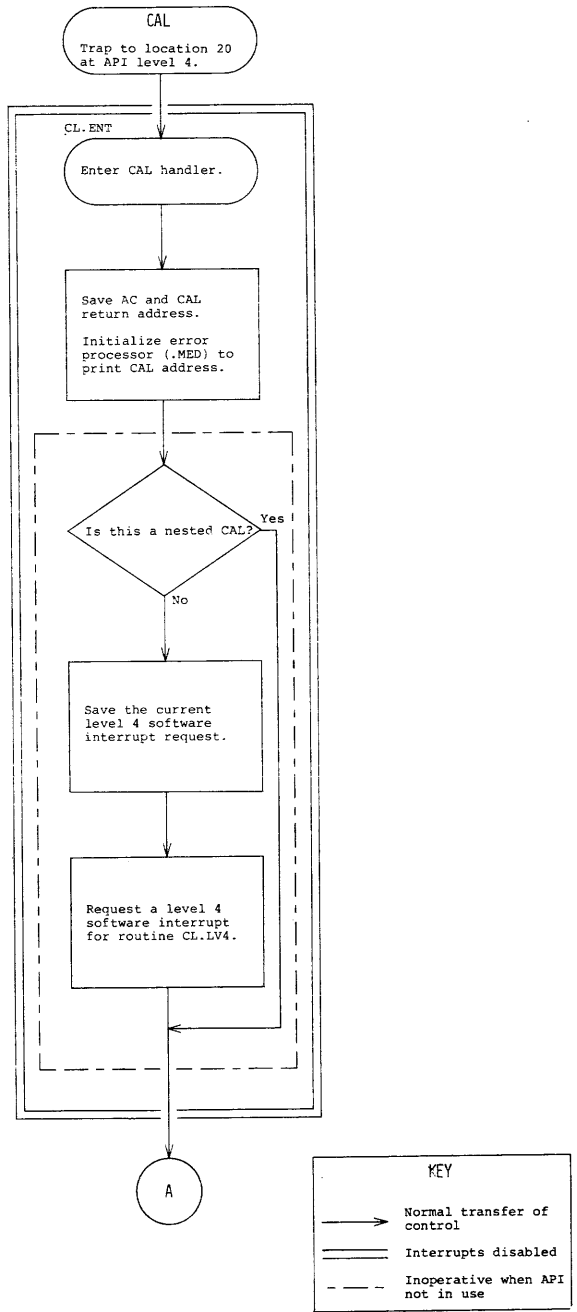 CAL
Trap to location 20
at API level 4.
CL.ENT
Enter CAL handler.
Save AC and CAL
return address.
Initialize error
processor (.MED) to
print CAL address.
Is this a nested CAL?
Yes
No
Save the current
level 4 software
interrupt request.
Request a level 4
software interrupt
for routine CL.LV4.
A
KEY
Normal transfer of
control
Interrupts disabled
Inoperative when API
not in use